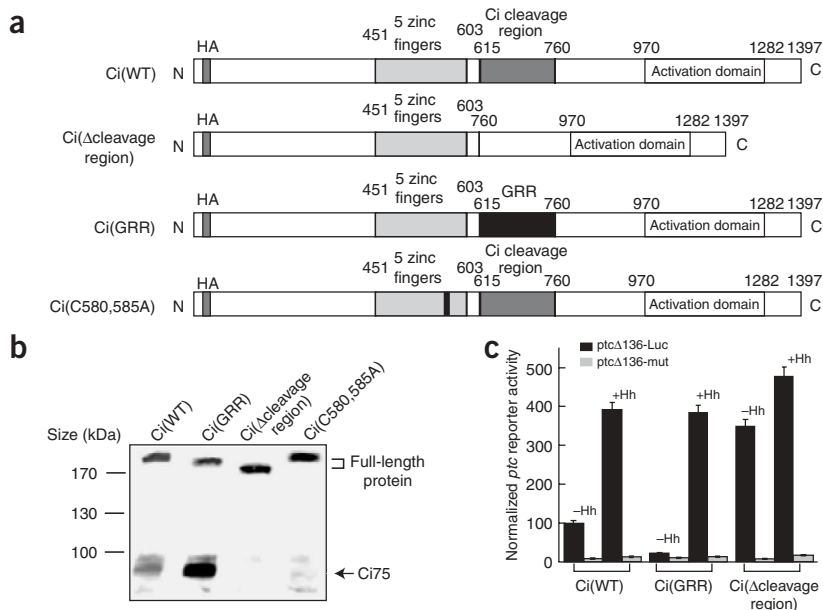 a
HA
451
5 zinc
fingers
603
Ci cleavage
region
615
760
970
1282 1397
Ci(WT)
N
Activation domain
C
HA
451
5 zinc
fingers
603
760
970
1282 1397
Ci(Δcleavage
region)
N
Activation domain
C
HA
451
5 zinc
fingers
603
GRR
615
760
970
1282 1397
Ci(GRR)
N
Activation domain
C
HA
451
5 zinc
fingers
603
Ci cleavage
region
615
760
970
1282 1397
Ci(C580,585A)
N
Activation domain
C
b
Size (kDa)
Ci(WT)
Ci(GRR)
Ci(Δcleavage
region)
Ci(C580,585A)
170
130
100
Full-length
protein
Ci75
c
ptcΔ136-Luc
ptcΔ136-mut
Normalized ptc reporter activity
500
400
300
200
100
0
–Hh
+Hh
–Hh
+Hh
–Hh
+Hh
Ci(WT)
Ci(GRR)
Ci(Δcleavage
region)